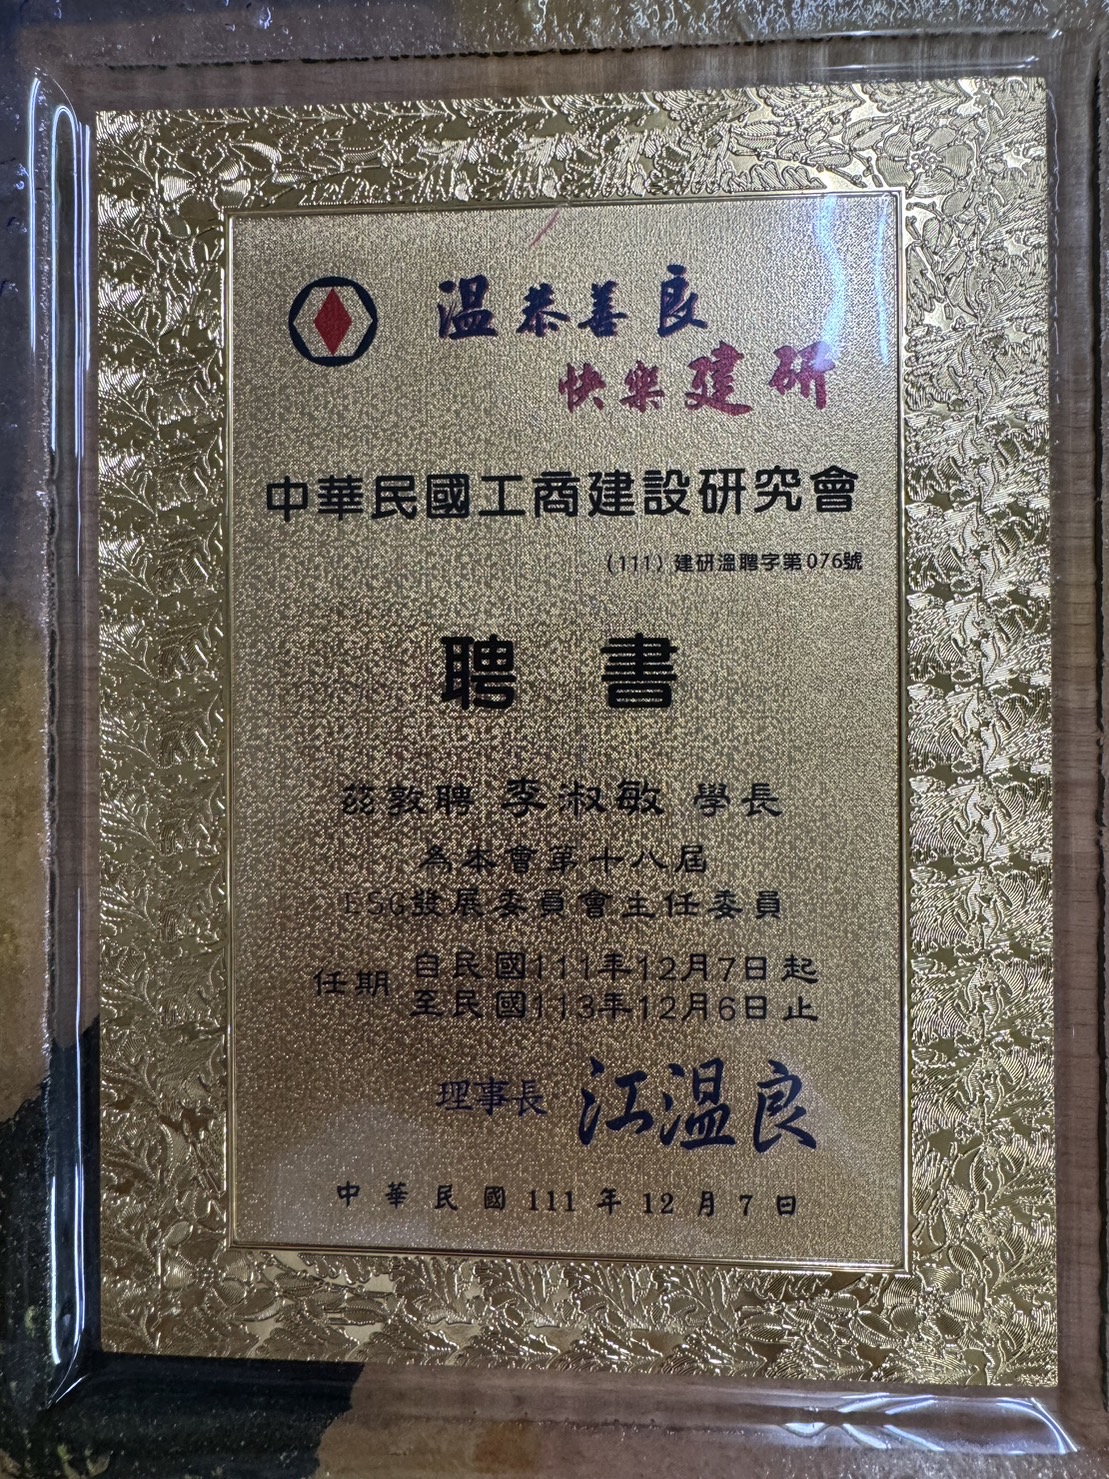 溫恭善良
快樂建研
中華民國工商建設研究會
（111）建研溫聘字第076號
聘 書
茲敦聘 李淑敏 學長
為本會第十八屆
ESG發展委員會主任委員
任期 自民國111年12月7日起
至民國113年12月6日止
理事長 江溫良
中華民國 111 年 12 月 7 日